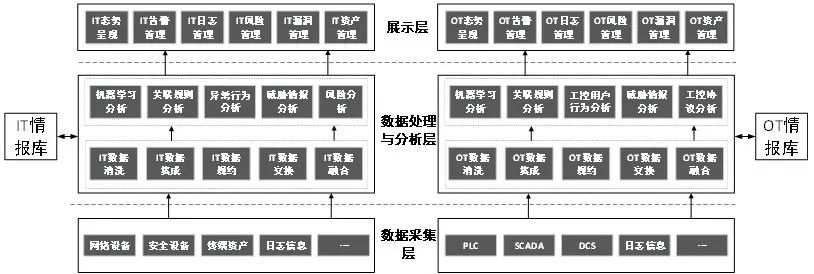 IT态势
呈现
IT告警
管理
IT日志
管理
IT风险
管理
IT漏洞
管理
IT资产
管理
展示层
OT态势
呈现
OT告警
管理
OT日志
管理
OT风险
管理
OT漏洞
管理
OT资产
管理
机器学习
分析
关联规则
分析
异常行为
分析
威胁情报
分析
风险分
析
IT数据
清洗
IT数据
集成
IT数据
规约
IT数据
变换
IT数据
融合
IT情
报库
数据处理
与分析层
机器学习
分析
关联规则
分析
工控用户
行为分析
威胁情报
分析
工控协
议分析
OT数据
清洗
OT数据
集成
OT数据
规约
OT数据
变换
OT数据
融合
OT情
报库
网络设备
安全设备
终端资产
日志信息
...
数据采集
层
PLC
SCADA
DCS
日志信息
...